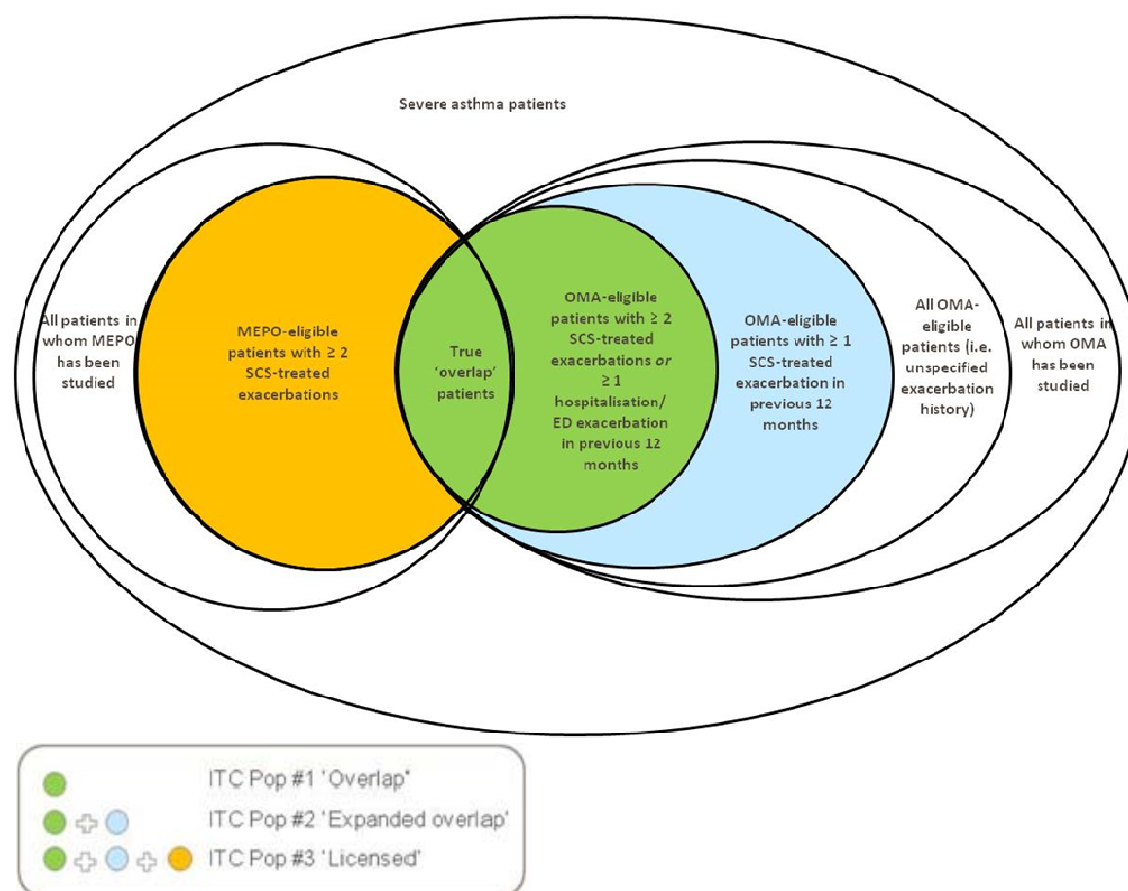 Severe asthma patients
All patients in
whom MEPO
has been
studied
MEPO-eligible
patients with ≥ 2
SCS-treated
exacerbations
True
'overlap'
patients
OMA-eligible
patients with ≥ 2
SCS-treated
exacerbations or
≥ 1
hospitalisation/
ED exacerbation
in previous 12
months
OMA-eligible
patients with ≥ 1
SCS-treated
exacerbation in
previous 12
months
All OMA-
eligible
patients (i.e.
unspecified
exacerbation
history)
All patients in
whom OMA
has been
studied
ITC Pop #1 'Overlap'
ITC Pop #2 'Expanded overlap'
ITC Pop #3 'Licensed'